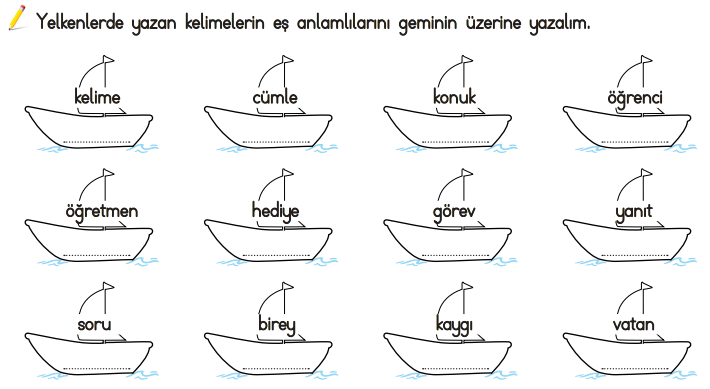 Yelkenlerde yazan kelimelerin eş anlamlılarını geminin üzerine yazalım.
kelime cümle konuk öğrenci
öğretmen hediye görev yanıt
soru birey kaygı vatan